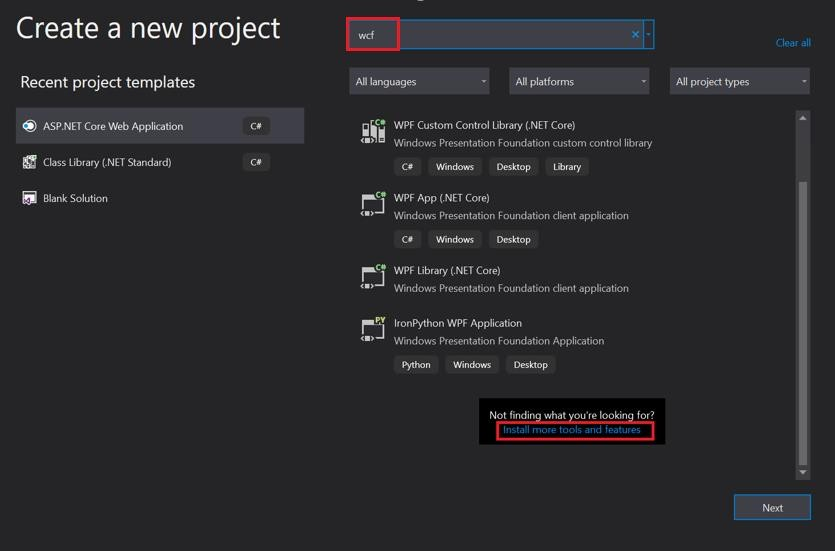 Create a new project
wcf
Clear all
Recent project templates
All languages
All platforms
All project types
ASP.NET Core Web Application
C#
Class Library (.NET Standard)
C#
Blank Solution
C#
WPF Custom Control Library (.NET Core)
Windows Presentation Foundation custom control library
C#
Windows
Desktop
Library
C#
WPF App (.NET Core)
Windows Presentation Foundation client application
C#
Windows
Desktop
C#
WPF Library (.NET Core)
Windows Presentation Foundation client application
PY
IronPython WPF Application
Windows Presentation Foundation Application
Python
Windows
Desktop
Not finding what you're looking for?
Install more tools and features
Next